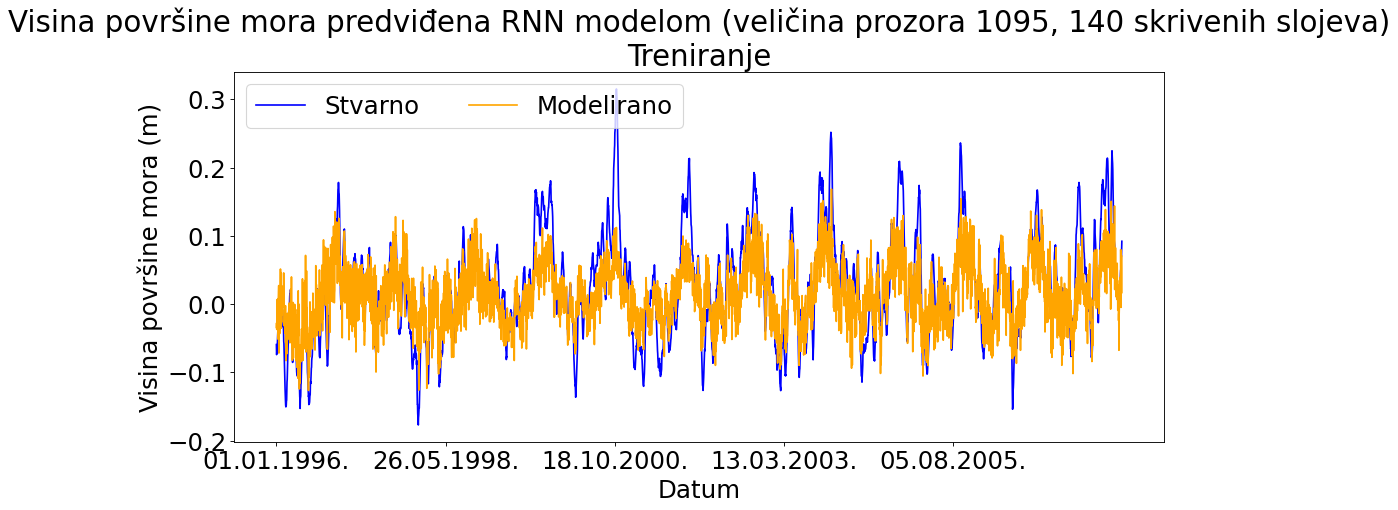 Visina površine mora predviđena RNN modelom (veličina prozora 1095, 140 skrivenih slojeva)
Treniranje
Stvarno Modelirano
Visina površine mora (m)
0.3
0.2
0.1
0.0
−0.1
−0.2
01.01.1996. 26.05.1998. 18.10.2000. 13.03.2003. 05.08.2005.
Datum